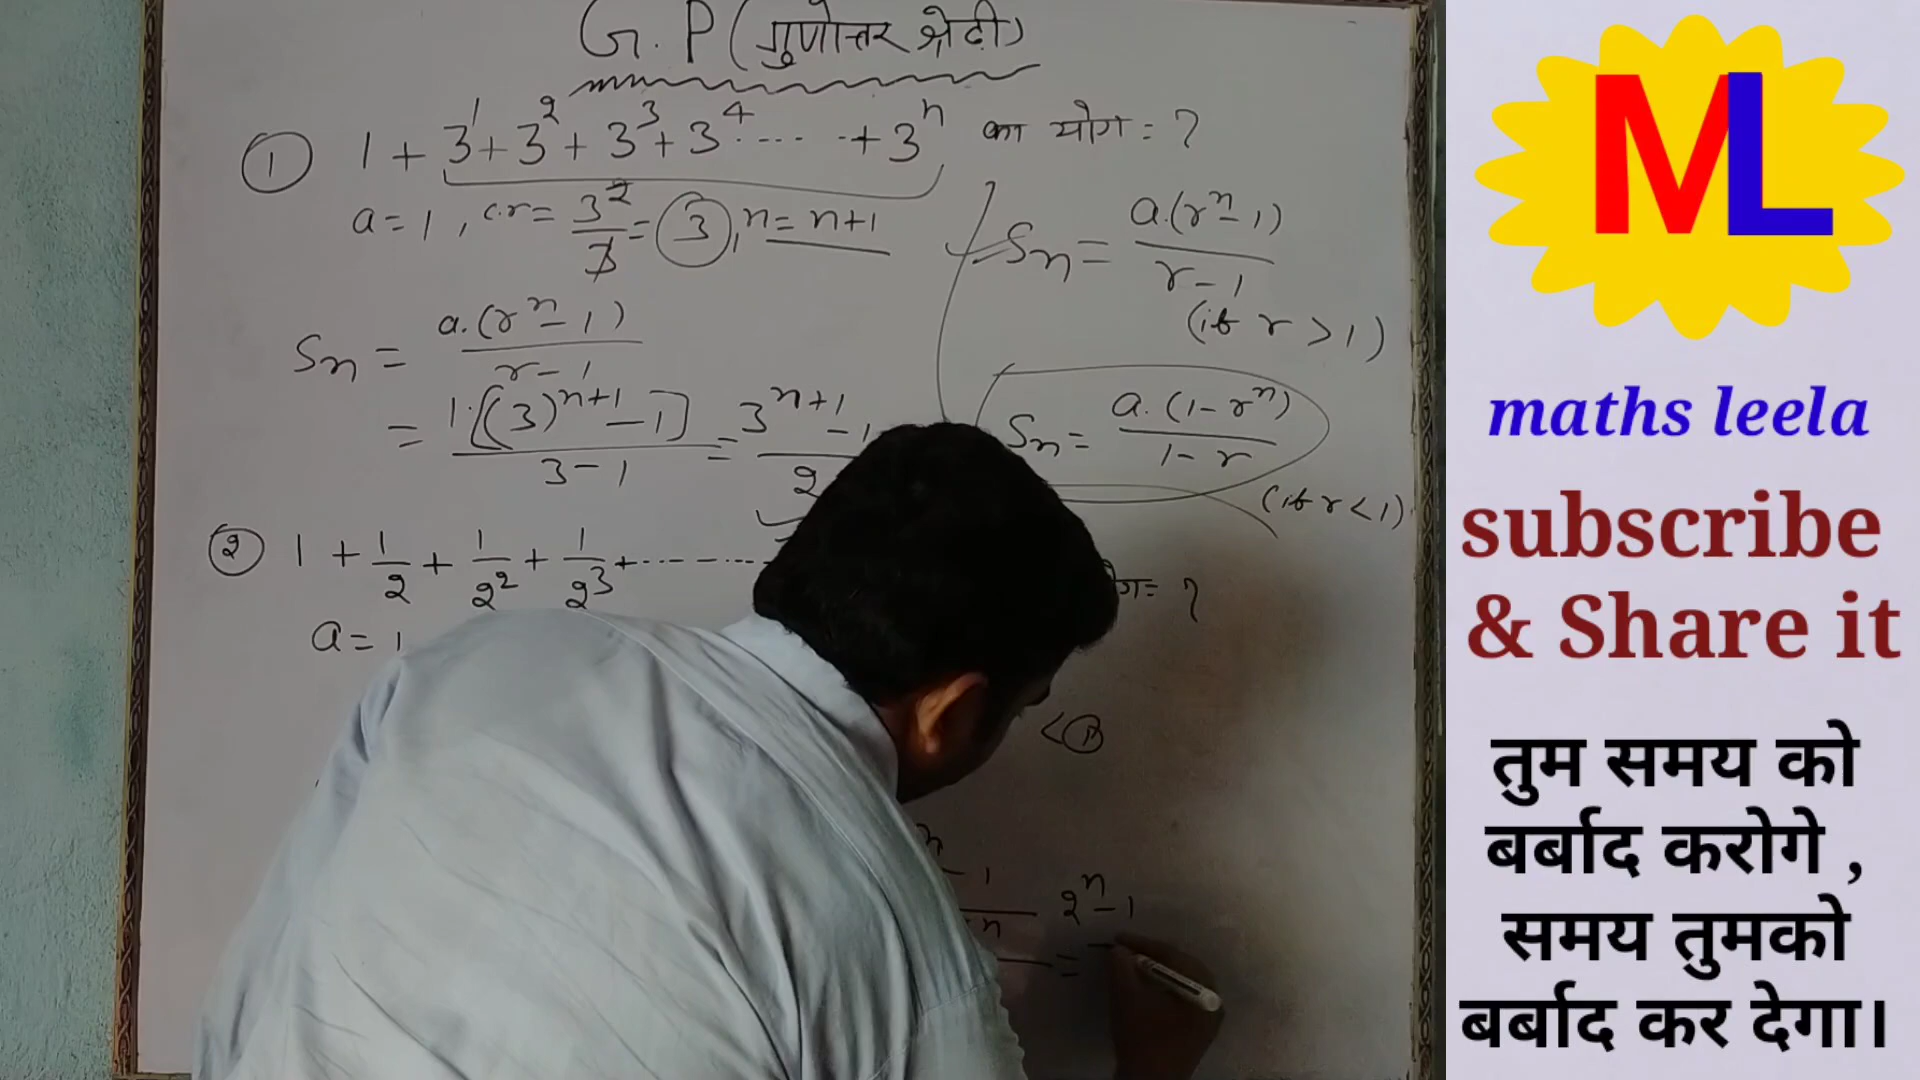 G.P (गुणोत्तर श्रेढ़ी)
① 1 + 3¹ + 3² + 3³ + 3⁴ ...... + 3ⁿ का योग = ?
a = 1, c.r = 3²/3 = 3, n = n+1
Sn = a.(rⁿ - 1)/r - 1
(if r > 1)
Sn = a.(rⁿ - 1)/r - 1
= 1.[(3)ⁿ⁺¹ - 1]/3 - 1 = 3ⁿ⁺¹ - 1/2
Sn = a.(1 - rⁿ)/1 - r
(if r < 1)
② 1 + 1/2 + 1/2² + 1/2³ + ........ = ?
a = 1
< ①
n - 1
n
= 2ⁿ - 1
ML
maths leela
subscribe
& Share it
तुम समय को
बर्बाद करोगे ,
समय तुमको
बर्बाद कर देगा।